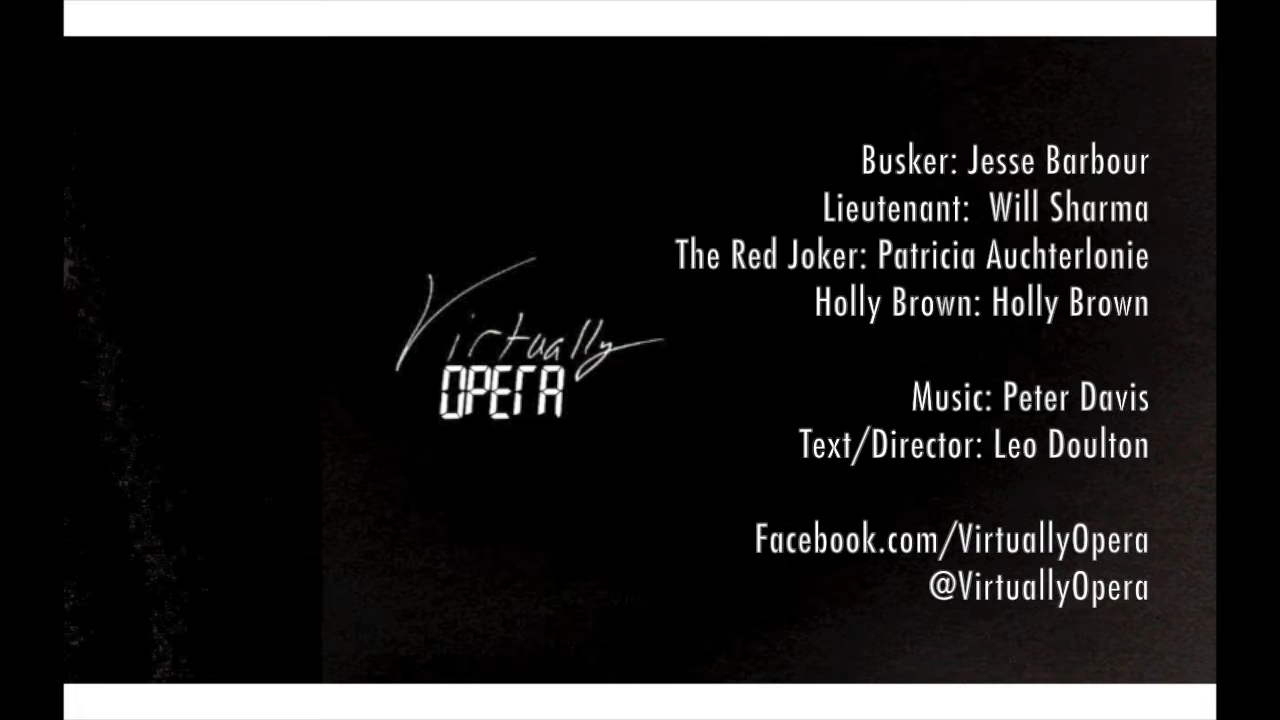 Virtually
OPERA
Busker: Jesse Barbour
Lieutenant:  Will Sharma
The Red Joker: Patricia Auchterlonie
Holly Brown: Holly Brown
Music: Peter Davis
Text/Director: Leo Doulton
Facebook.com/VirtuallyOpera
@VirtuallyOpera